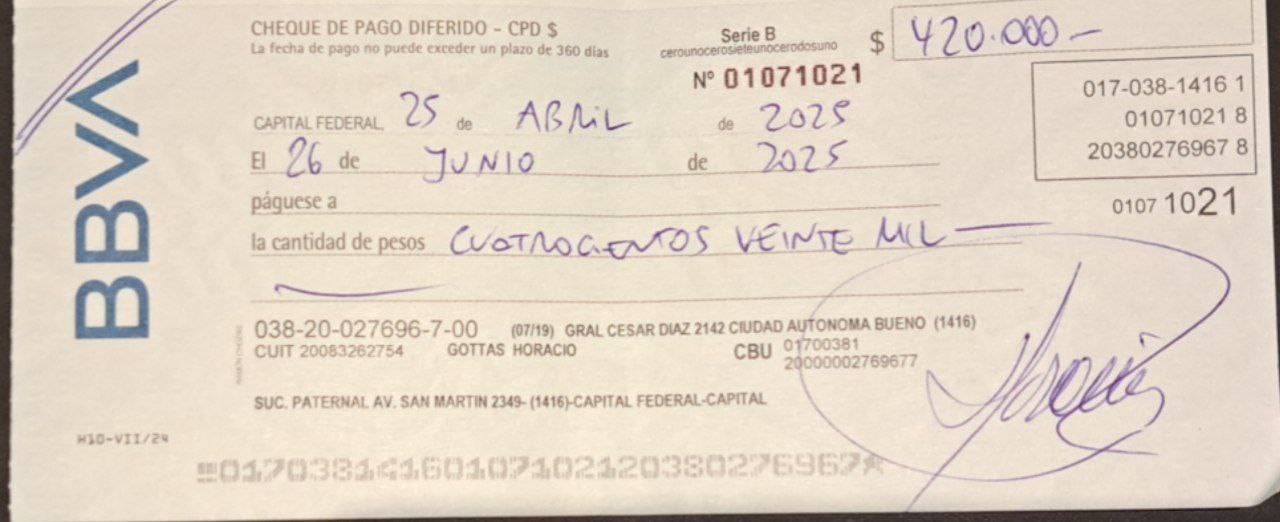 BBVA
CHEQUE DE PAGO DIFERIDO - CPD $
La fecha de pago no puede exceder un plazo de 360 días
Serie B
cerounocerosieteunocerodosuno
Nº 01071021
$ 420.000-
017-038-1416 1
01071021 8
20380276967 8
0107 1021
CAPITAL FEDERAL, 25 de ABRIL de 2025
El 26 de JUNIO de 2025
páguese a
la cantidad de pesos CUATROCIENTOS VEINTE MIL
038-20-027696-7-00 (07/19) GRAL CESAR DIAZ 2142 CIUDAD AUTONOMA BUENO (1416)
CUIT 20083262754 GOTTAS HORACIO CBU 01700381
20000002769677
SUC. PATERNAL AV. SAN MARTIN 2349- (1416)-CAPITAL FEDERAL-CAPITAL
H10-VII/24
01703814160107102120380276967